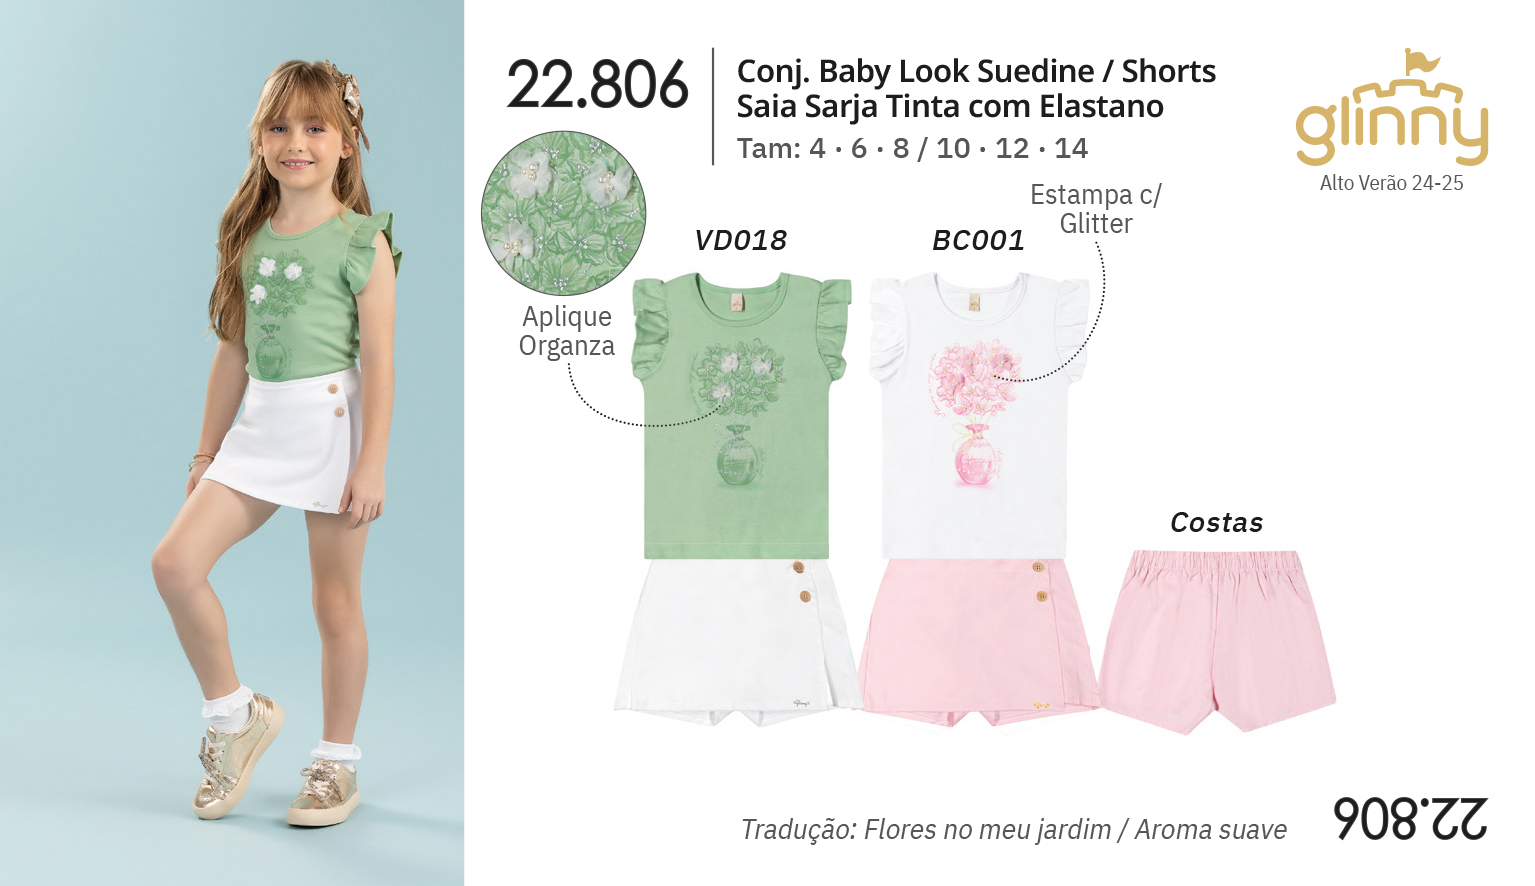 22.806
Conj. Baby Look Suedine / Shorts
Saia Sarja Tinta com Elastano
Tam: 4 · 6 · 8 / 10 · 12 · 14
glinny
Alto Verão 24-25
Estampa c/
Glitter
VD018
BC001
Aplique
Organza
Costas
Tradução: Flores no meu jardim / Aroma suave
22.806